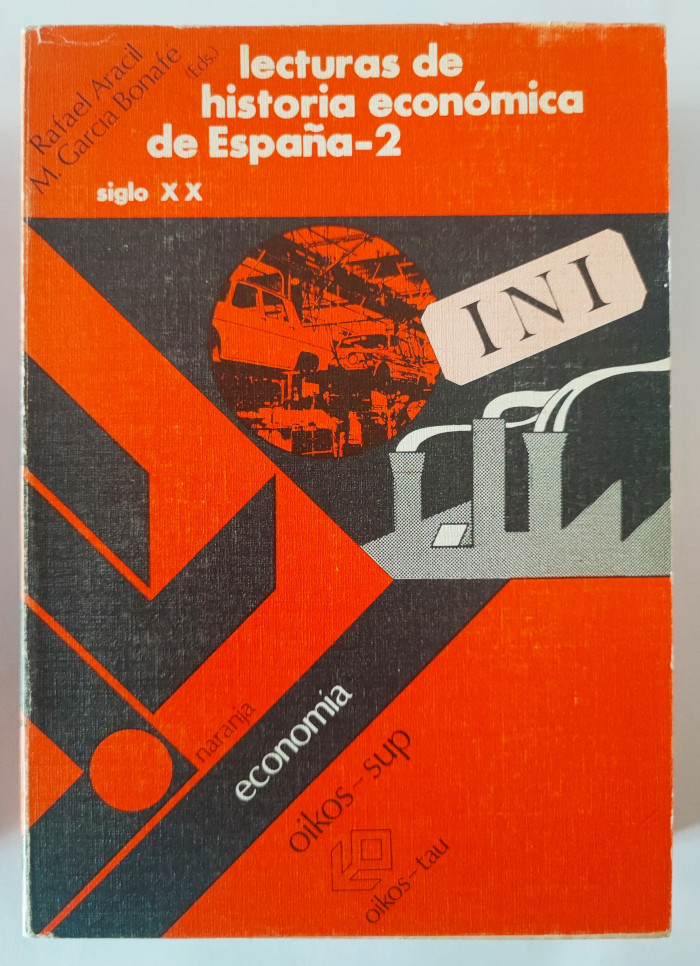 Rafael Aracil
M. García Bonafé
(Eds.)
lecturas de
historia económica
de España-2
siglo XX
INI
naranja
economía
oikos-sup
oikos-tau